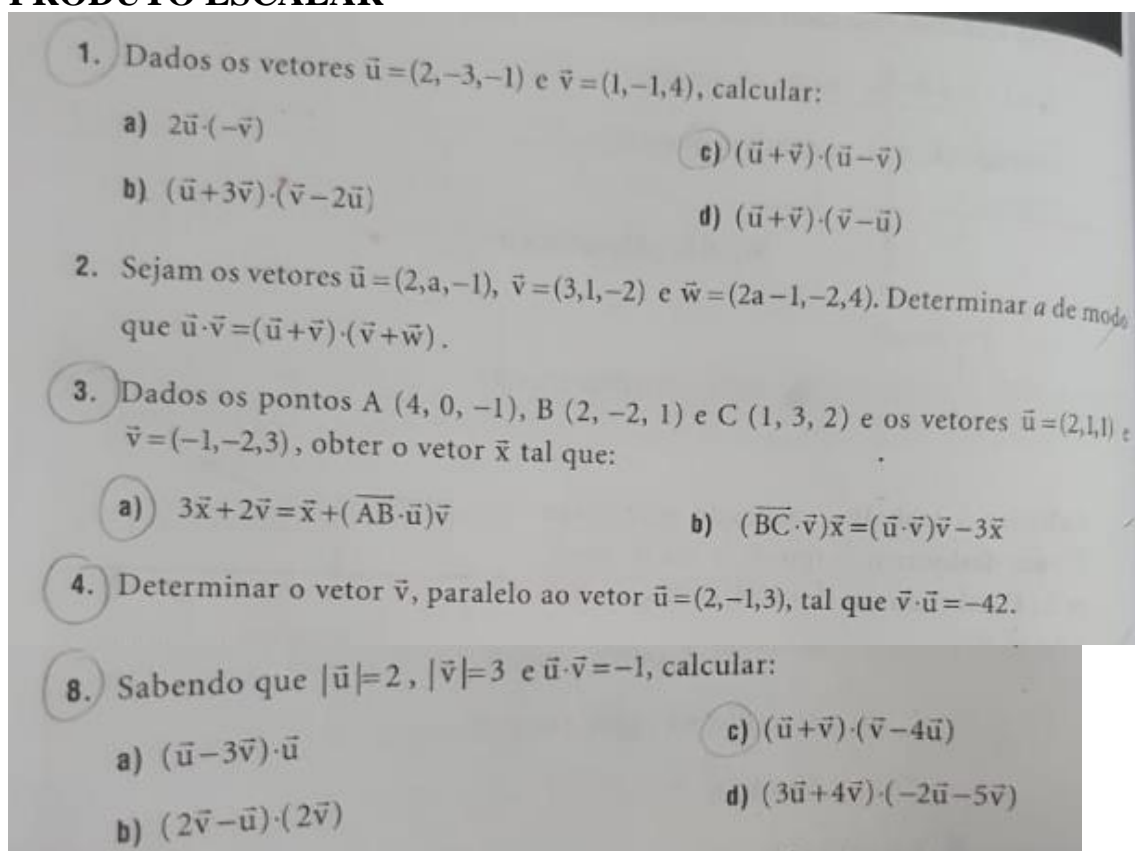 PRODUTO ESCALAR
1. Dados os vetores u⃗=(2,−3,−1) e v⃗=(1,−1,4), calcular:
a) 2u⃗·(−v⃗)
c) (u⃗+v⃗)·(u⃗−v⃗)
b) (u⃗+3v⃗)·(v⃗−2u⃗)
d) (u⃗+v⃗)·(v⃗−u⃗)
2. Sejam os vetores u⃗=(2,a,−1), v⃗=(3,1,−2) e w⃗=(2a−1,−2,4). Determinar a de modo
que u⃗·v⃗=(u⃗+v⃗)·(v⃗+w⃗).
3. Dados os pontos A (4, 0, −1), B (2, −2, 1) e C (1, 3, 2) e os vetores u⃗=(2,1,1) e
v⃗=(−1,−2,3), obter o vetor x⃗ tal que:
a) 3x⃗+2v⃗=x⃗+(AB⃗·u⃗)v⃗
b) (BC⃗·v⃗)x⃗=(u⃗·v⃗)v⃗−3x⃗
4. Determinar o vetor v⃗, paralelo ao vetor u⃗=(2,−1,3), tal que v⃗·u⃗=−42.
8. Sabendo que |u⃗|=2, |v⃗|=3 e u⃗·v⃗=−1, calcular:
a) (u⃗−3v⃗)·u⃗
c) (u⃗+v⃗)·(v⃗−4u⃗)
b) (2v⃗−u⃗)·(2v⃗)
d) (3u⃗+4v⃗)·(−2u⃗−5v⃗)